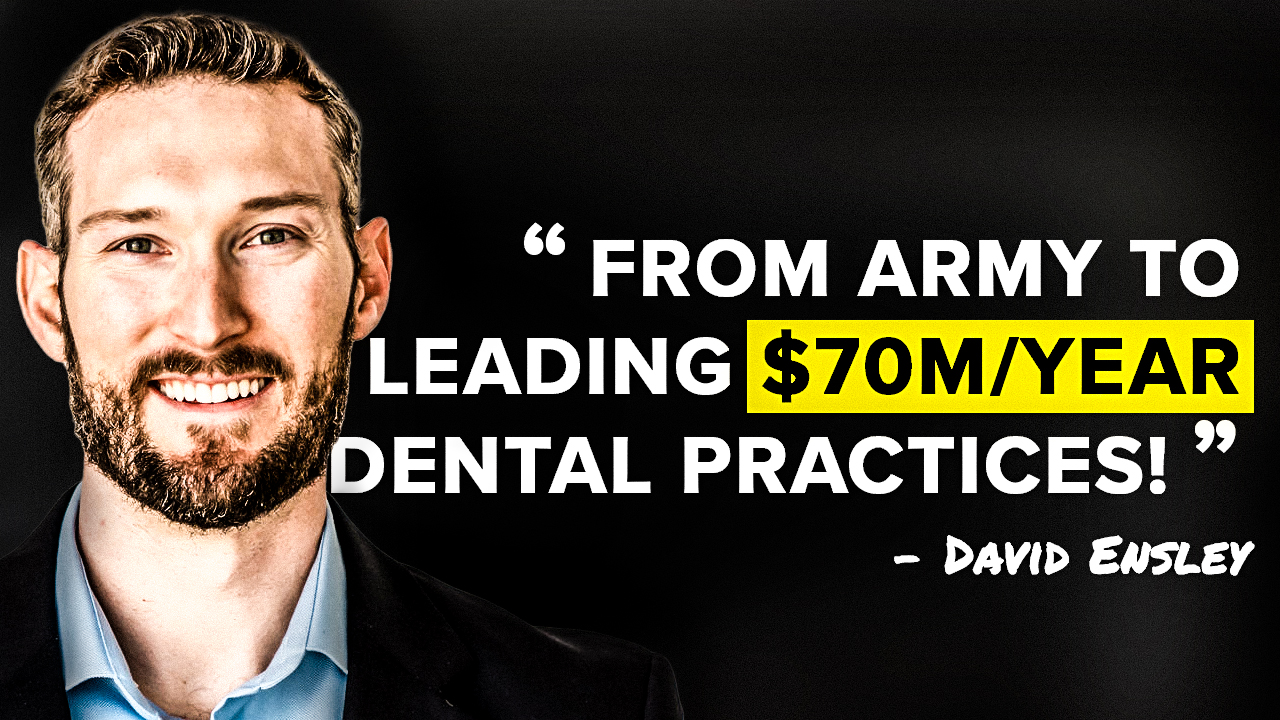 “ FROM ARMY TO
LEADING $70M/YEAR
DENTAL PRACTICES! ”
- DAVID ENSLEY